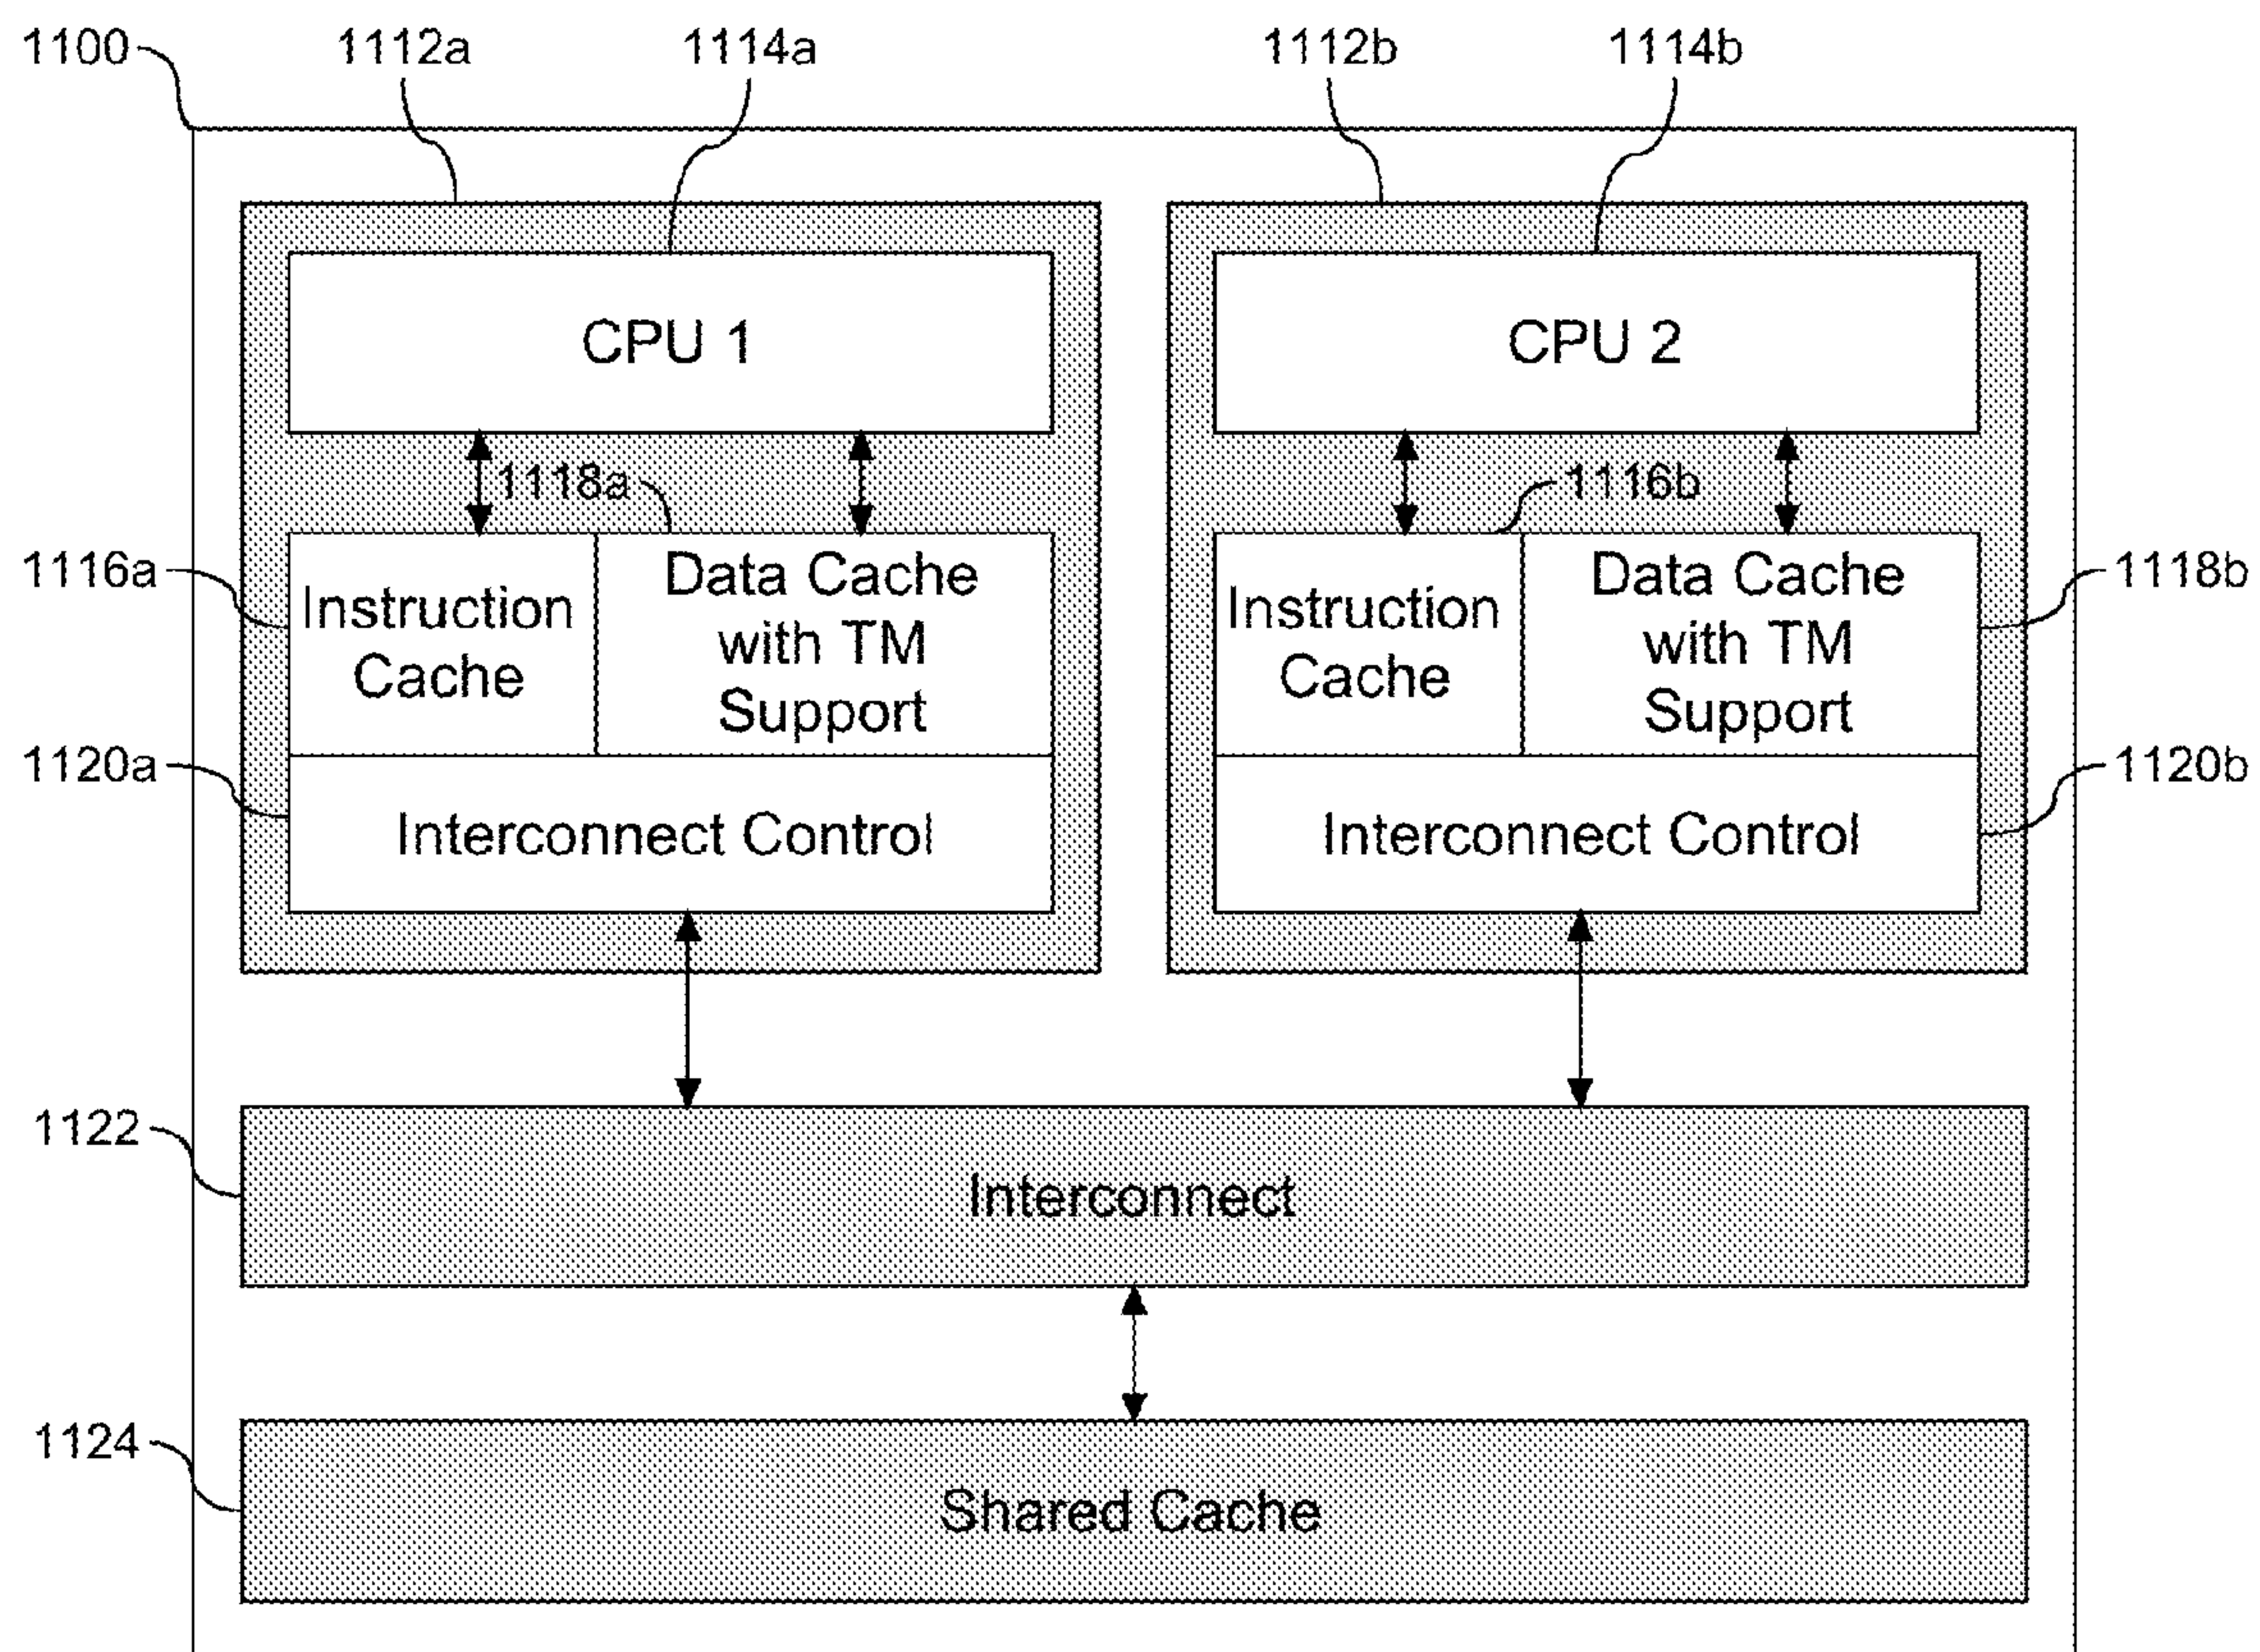 1100
1112a
1114a
1112b
1114b
CPU 1
CPU 2
1118a
1116b
1116a
Instruction
Cache
Data Cache
with TM
Support
Instruction
Cache
Data Cache
with TM
Support
1118b
1120a
Interconnect Control
Interconnect Control
1120b
1122
Interconnect
1124
Shared Cache